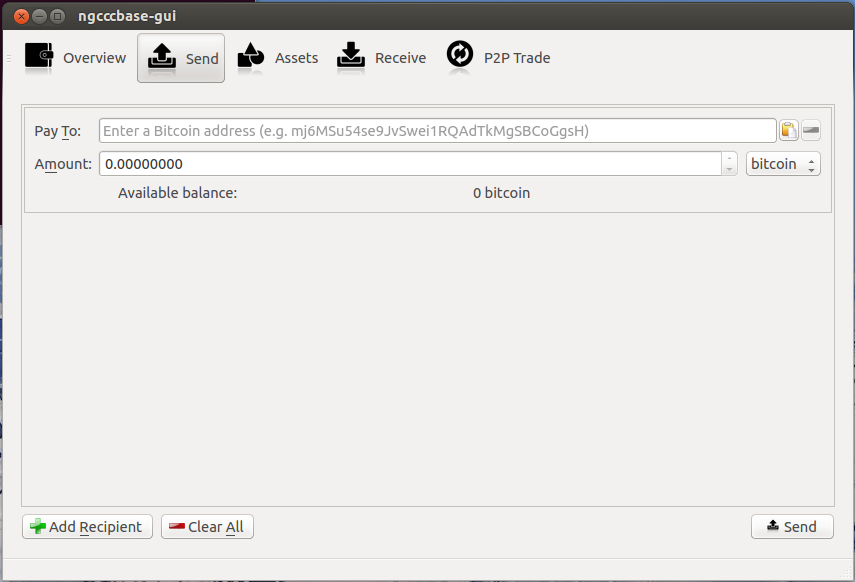 ngcccbase-gui
Overview Send Assets Receive P2P Trade
Pay To: Enter a Bitcoin address (e.g. mj6MSu54se9JvSwei1RQAdTkMgSBCoGgsH)
Amount: 0.00000000 bitcoin
Available balance: 0 bitcoin
Add Recipient Clear All Send